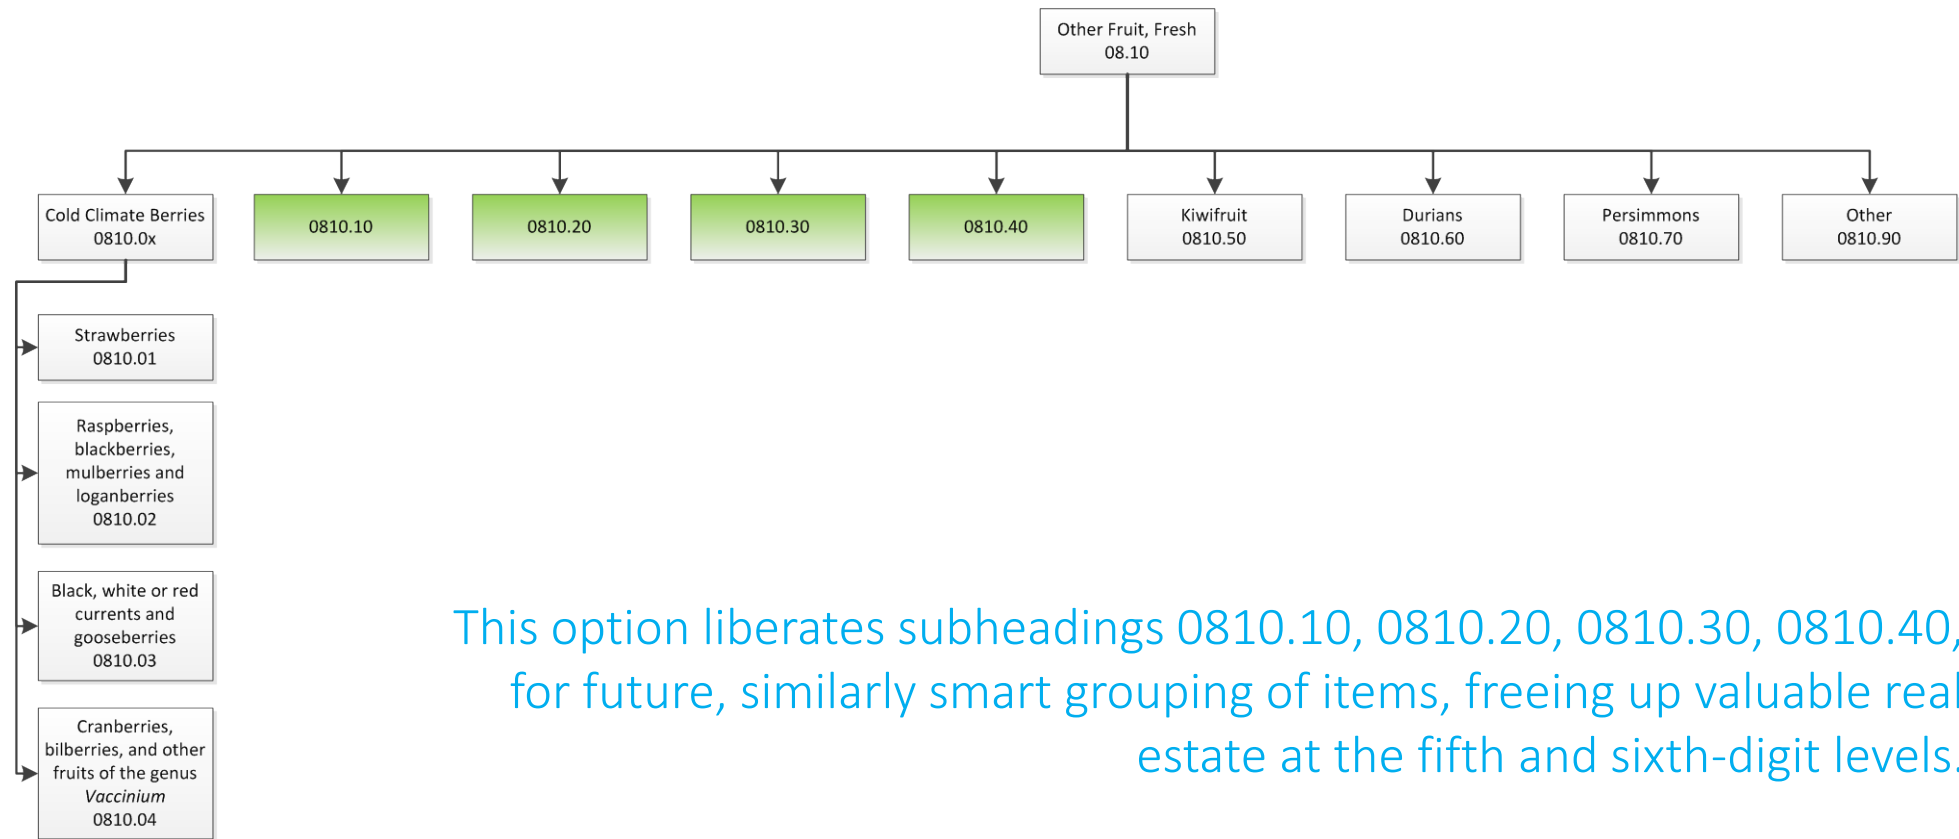 Other Fruit, Fresh
08.10
Cold Climate Berries
0810.0x
0810.10
0810.20
0810.30
0810.40
Kiwifruit
0810.50
Durians
0810.60
Persimmons
0810.70
Other
0810.90
Strawberries
0810.01
Raspberries,
blackberries,
mulberries and
loganberries
0810.02
Black, white or red
currents and
gooseberries
0810.03
Cranberries,
bilberries, and other
fruits of the genus
Vaccinium
0810.04
This option liberates subheadings 0810.10, 0810.20, 0810.30, 0810.40,
for future, similarly smart grouping of items, freeing up valuable real
estate at the fifth and sixth-digit levels.